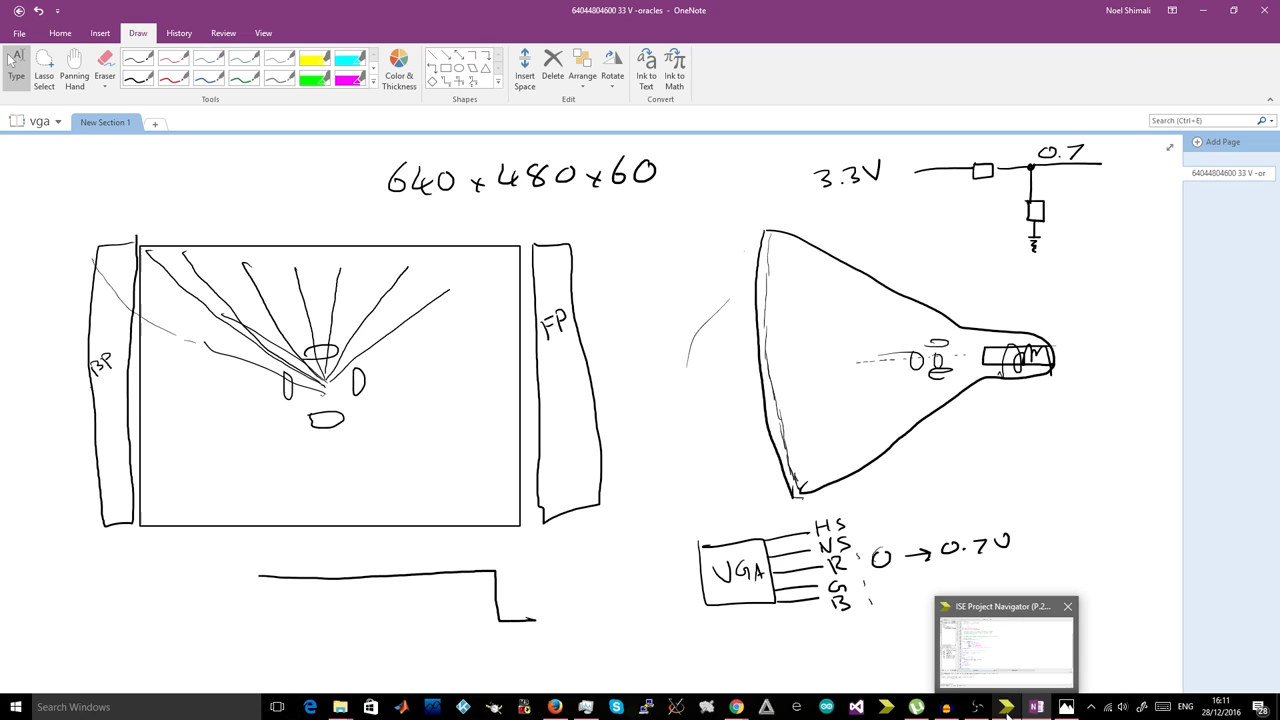 64044804600 33 V -oracles - OneNote
Noel Shimali
File Home Insert Draw History Review View
Type
Lasso Select
Panning Hand
Eraser
Color & Thickness
Insert Space
Delete
Arrange
Rotate
Ink to Text
Ink to Math
Tools
Shapes
Edit
Convert
vga
New Section 1
Search (Ctrl+E)
Add Page
64044804600 33 V -or
640 x 480 x 60
3.3V
0.7
BP
FP
VGA
HS
VS
R
G
B
0 → 0.7V
ISE Project Navigator (P.2...
Search Windows
ENG
16:11
28/12/2016